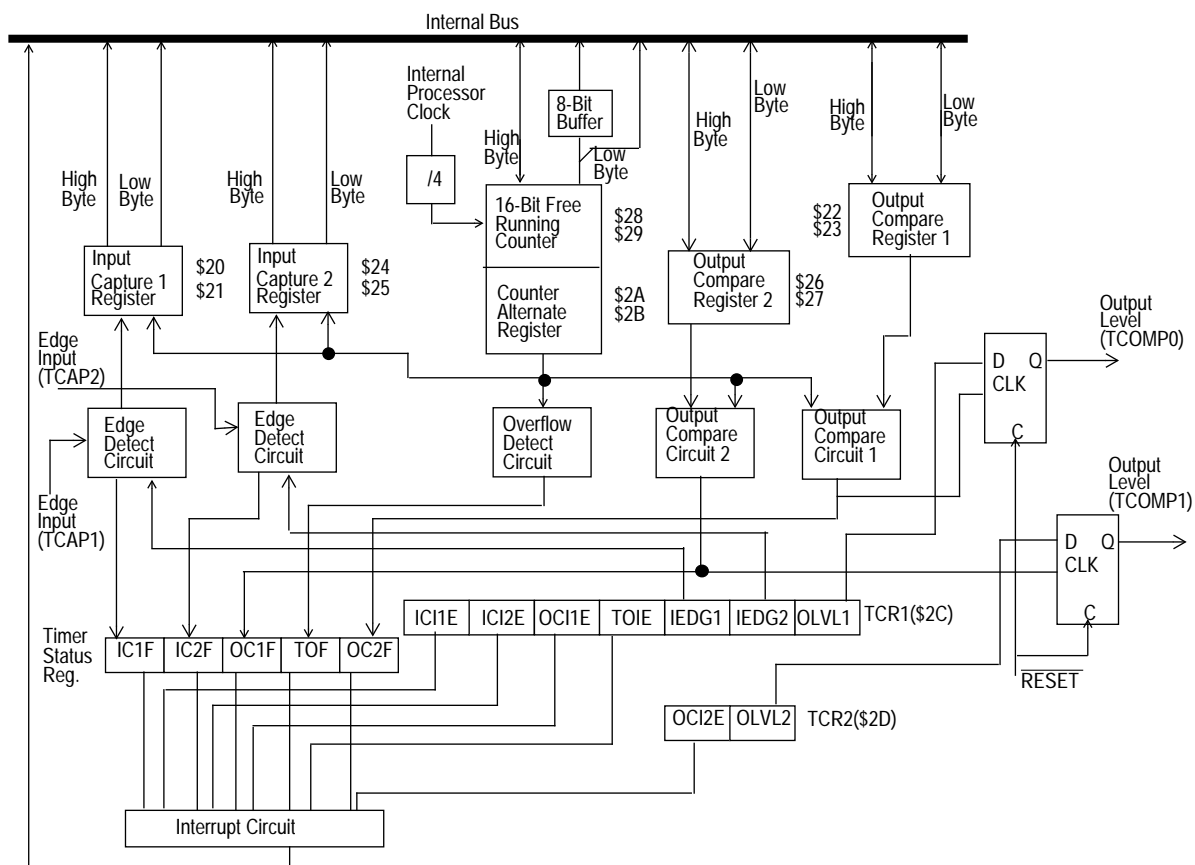 Internal Bus
Internal
Processor
Clock
8-Bit
Buffer
High
Byte
Low
Byte
High
Byte
Low
Byte
High
Byte
Low
Byte
High
Byte
Low
Byte
High
Byte
Low
Byte
/4
16-Bit Free
Running
Counter
$28
$29
Counter
Alternate
Register
$2A
$2B
Output
Compare
Register 1
$22
$23
Input
Capture 1
Register
$20
$21
Input
Capture 2
Register
$24
$25
Output
Compare
Register 2
$26
$27
Edge
Input
(TCAP2)
Edge
Detect
Circuit
Edge
Detect
Circuit
Overflow
Detect
Circuit
Output
Compare
Circuit 2
Output
Compare
Circuit 1
D Q
CLK
C
Output
Level
(TCOMP0)
Edge
Input
(TCAP1)
D Q
CLK
C
Output
Level
(TCOMP1)
ICI1E ICI2E OCI1E TOIE IEDG1 IEDG2 OLVL1 TCR1($2C)
Timer
Status
Reg.
IC1F IC2F OC1F TOF OC2F
RESET
OCI2E OLVL2 TCR2($2D)
Interrupt Circuit